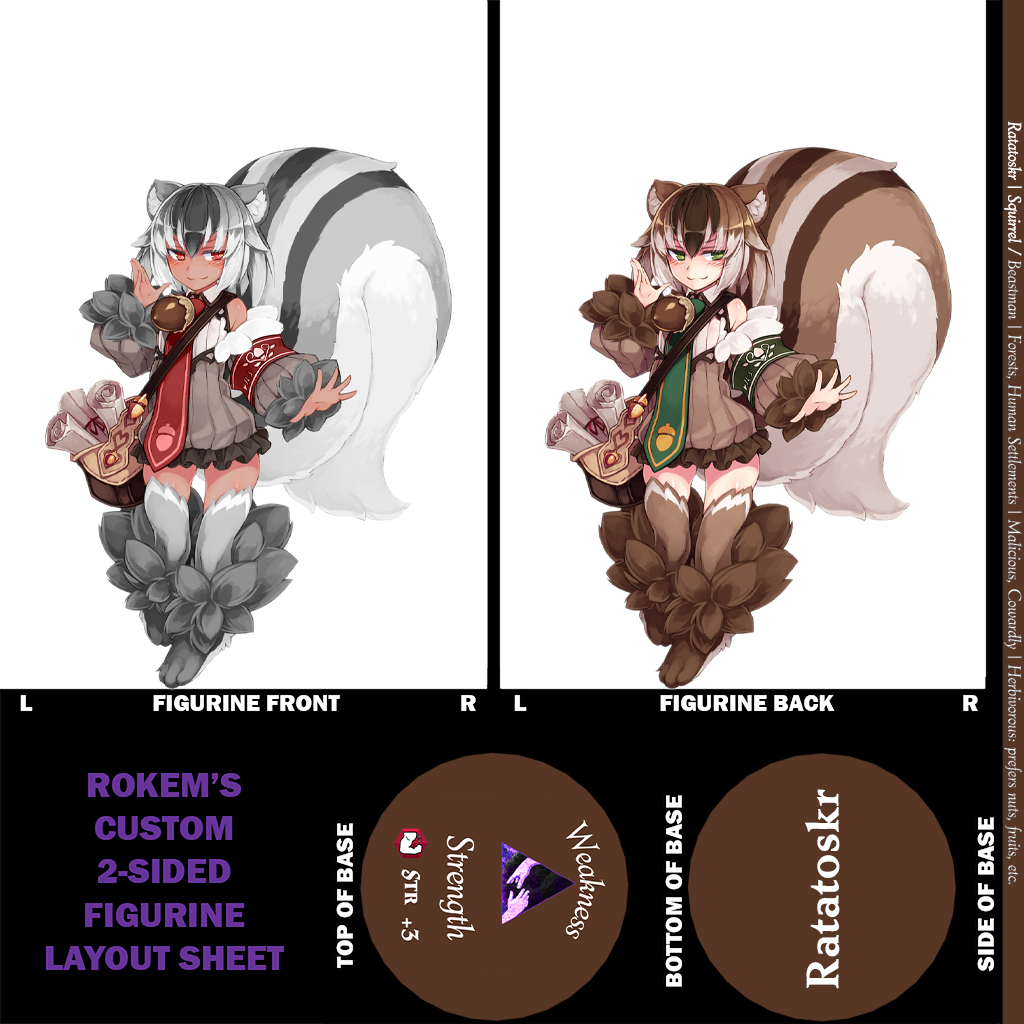 L FIGURINE FRONT R
L FIGURINE BACK R
ROKEM'S
CUSTOM
2-SIDED
FIGURINE
LAYOUT SHEET
TOP OF BASE
Weakness
Strength
STR +3
BOTTOM OF BASE
Ratatoskr
SIDE OF BASE
Ratatoskr | Squirrel / Beastman | Forests, Human Settlements | Malicious, Cowardly | Herbivorous: prefers nuts, fruits, etc.